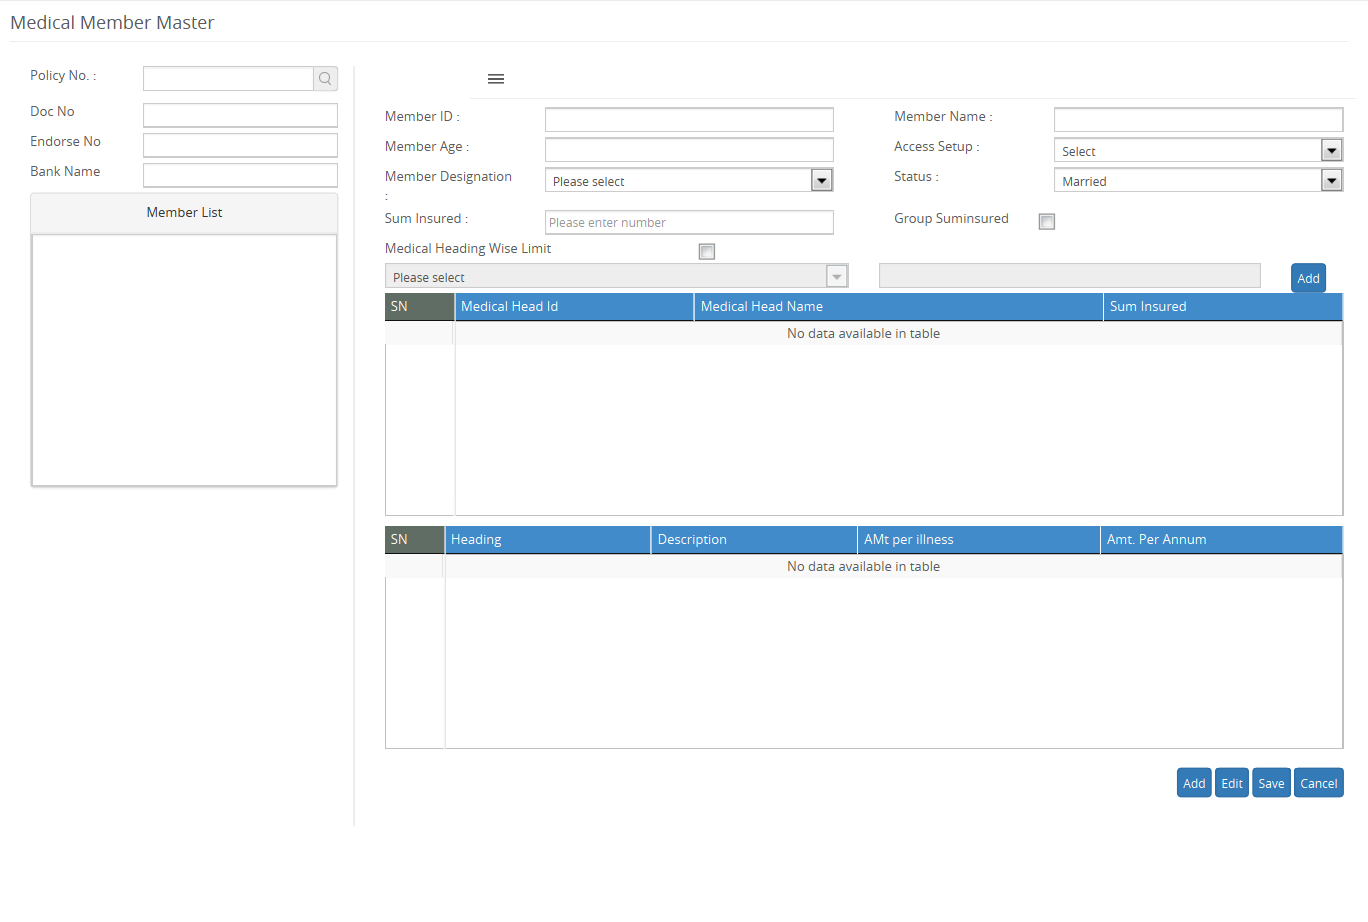 Medical Member Master
Policy No. :
Doc No
Endorse No
Bank Name
Member List
Member ID :
Member Name :
Member Age :
Access Setup :
Select
Member Designation
:
Please select
Status :
Married
Sum Insured :
Please enter number
Group Suminsured
Medical Heading Wise Limit
Please select
Add
SN Medical Head Id Medical Head Name Sum Insured
No data available in table
SN Heading Description AMt per illness Amt. Per Annum
No data available in table
Add Edit Save Cancel